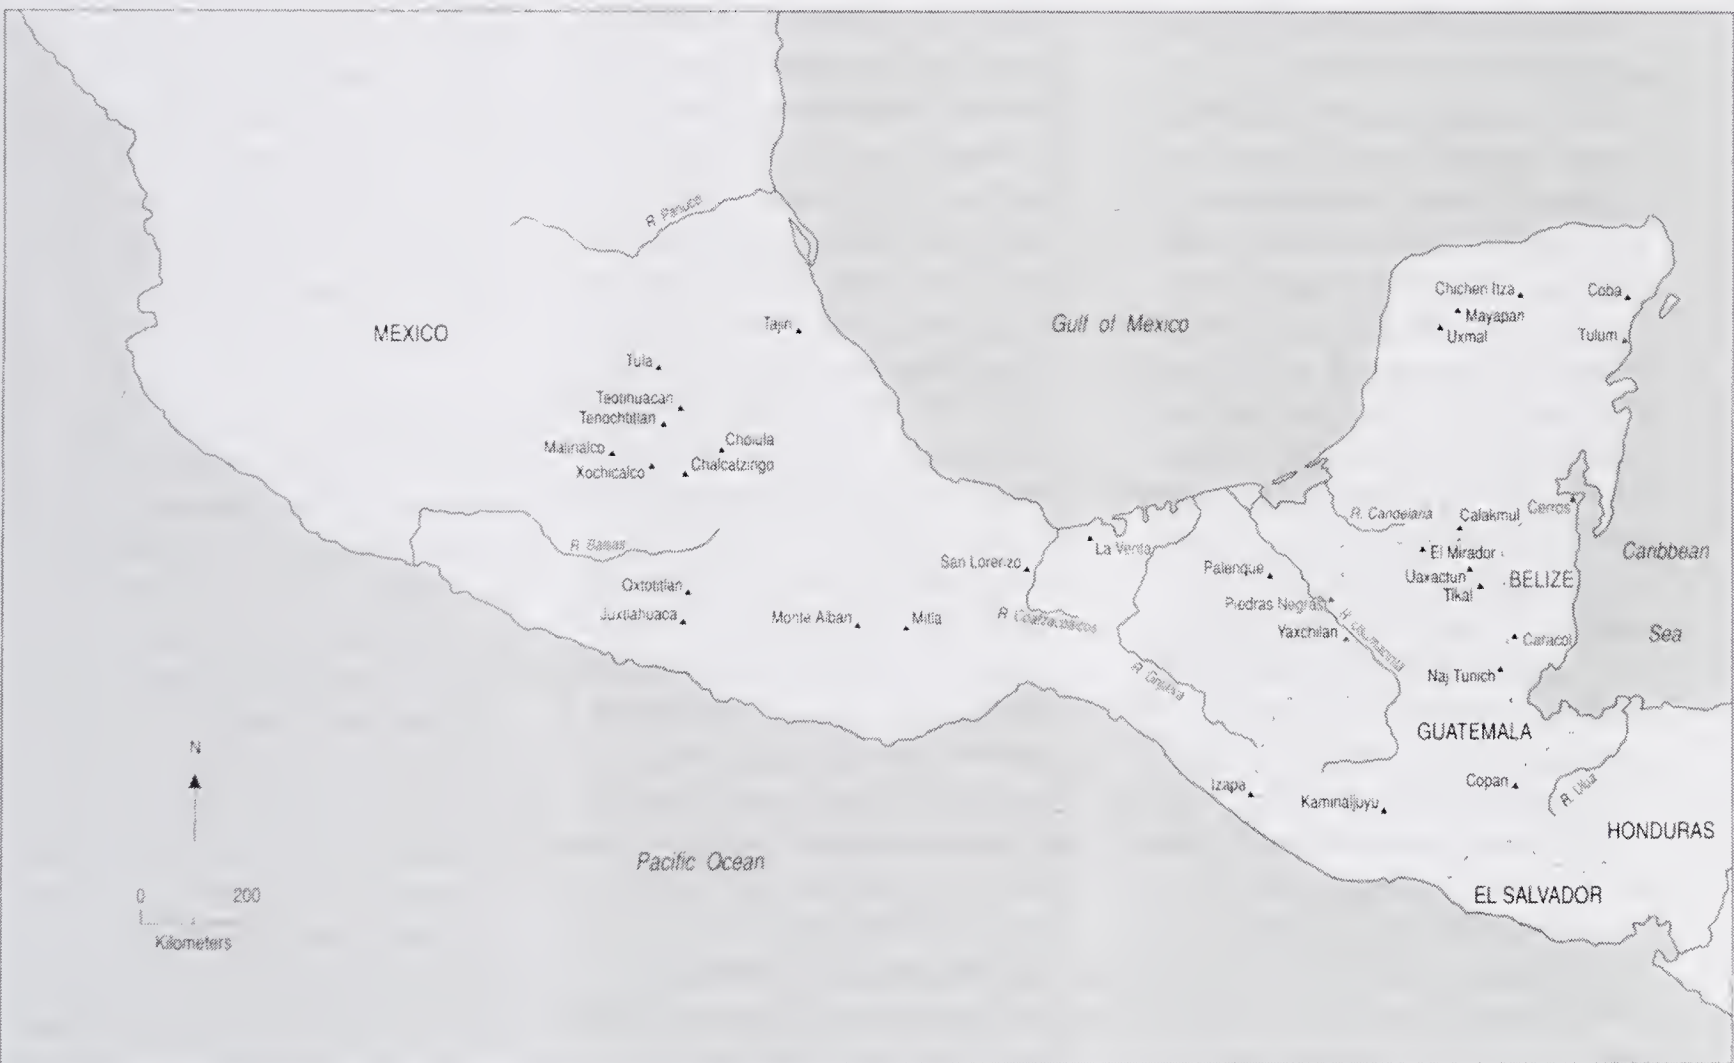 R. Panuco
MEXICO
Tajin
Gulf of Mexico
Chichen Itza
Coba
Mayapan
Uxmal
Tulum
Tula
Teotihuacan
Tenochtitlan
Malinalco
Cholula
Xochicalco
Chalcatzingo
R. Balsas
Oxtotitlan
Juxtlahuaca
Monte Alban
Mitla
San Lorenzo
La Venta
R. Coatzacoalcos
R. Grijalva
Palenque
Piedras Negras
Yaxchilan
R. Usumacinta
R. Candelaria
Calakmul
Cerros
El Mirador
Uaxactun
Tikal
BELIZE
Caribbean
Sea
Caracol
Naj Tunich
GUATEMALA
Izapa
Kaminaljuyu
Copan
R. Ulua
HONDURAS
EL SALVADOR
Pacific Ocean
N
0 200
Kilometers